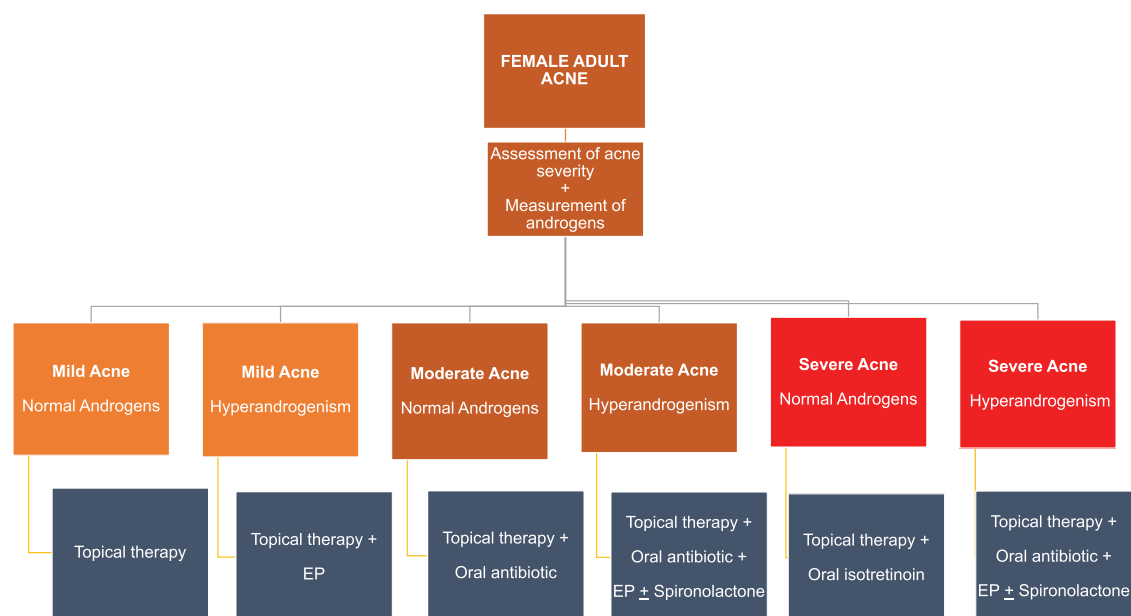 FEMALE ADULT
ACNE
Assessment of acne
severity
+
Measurement of
androgens
Mild Acne
Normal Androgens
Mild Acne
Hyperandrogenism
Moderate Acne
Normal Androgens
Moderate Acne
Hyperandrogenism
Severe Acne
Normal Androgens
Severe Acne
Hyperandrogenism
Topical therapy
Topical therapy +
EP
Topical therapy +
Oral antibiotic
Topical therapy +
Oral antibiotic +
EP ± Spironolactone
Topical therapy +
Oral isotretinoin
Topical therapy +
Oral antibiotic +
EP ± Spironolactone